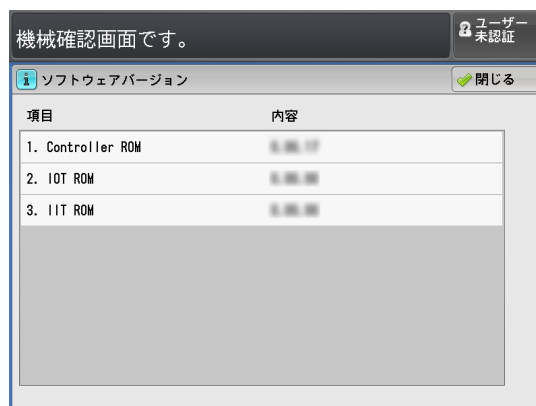 機械確認画面です。
ユーザー
未認証
ソフトウェアバージョン
閉じる
項目 内容
1. Controller ROM
2. IOT ROM
3. IIT ROM